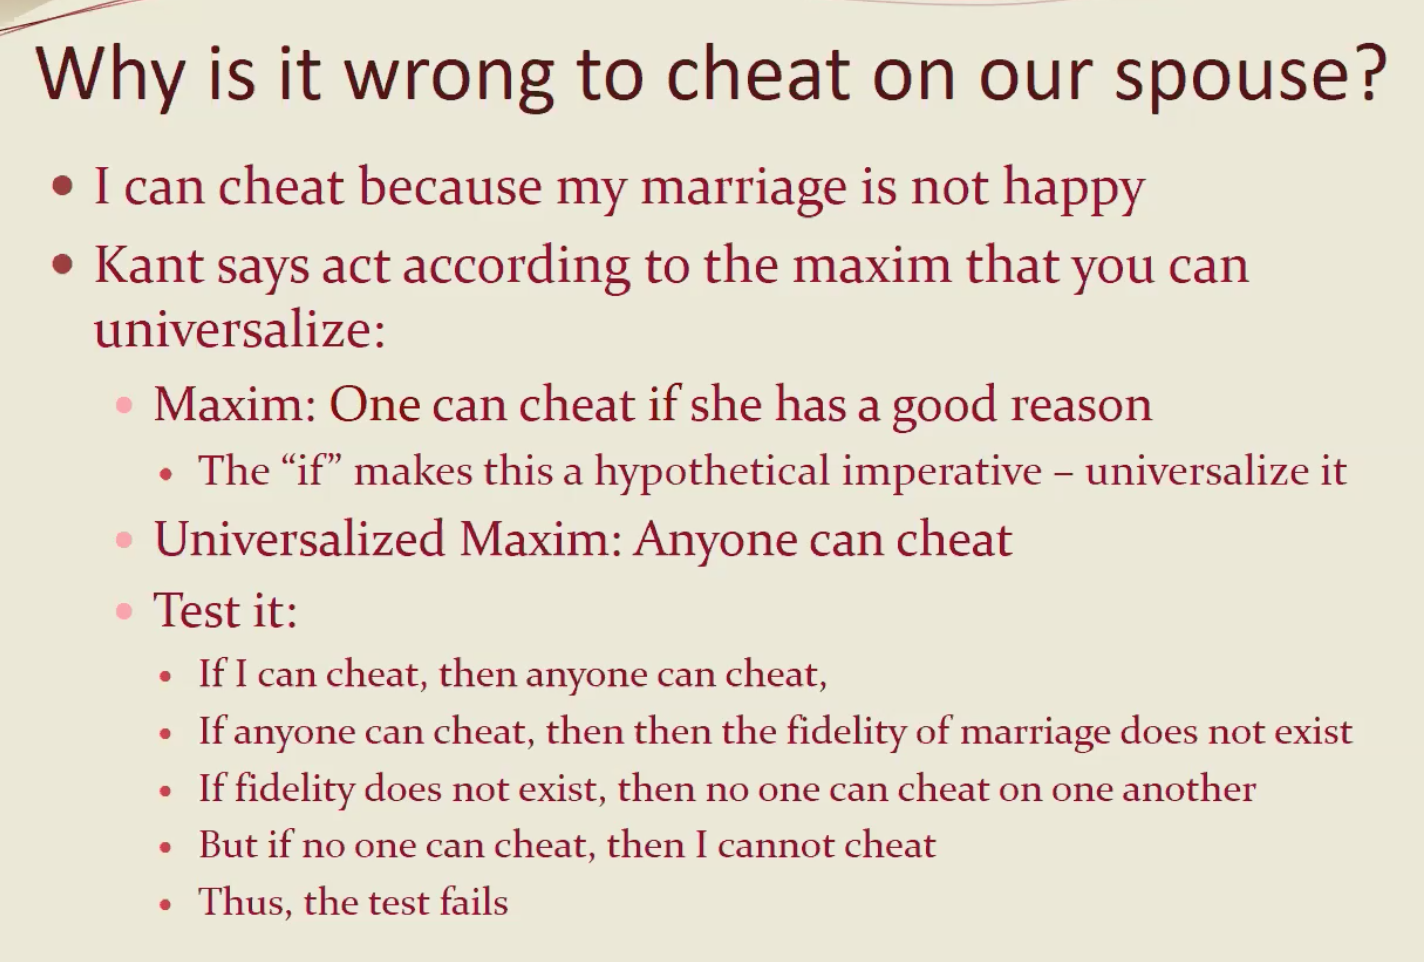 Why is it wrong to cheat on our spouse?
• I can cheat because my marriage is not happy
• Kant says act according to the maxim that you can
universalize:
• Maxim: One can cheat if she has a good reason
• The “if” makes this a hypothetical imperative – universalize it
• Universalized Maxim: Anyone can cheat
• Test it:
• If I can cheat, then anyone can cheat,
• If anyone can cheat, then then the fidelity of marriage does not exist
• If fidelity does not exist, then no one can cheat on one another
• But if no one can cheat, then I cannot cheat
• Thus, the test fails